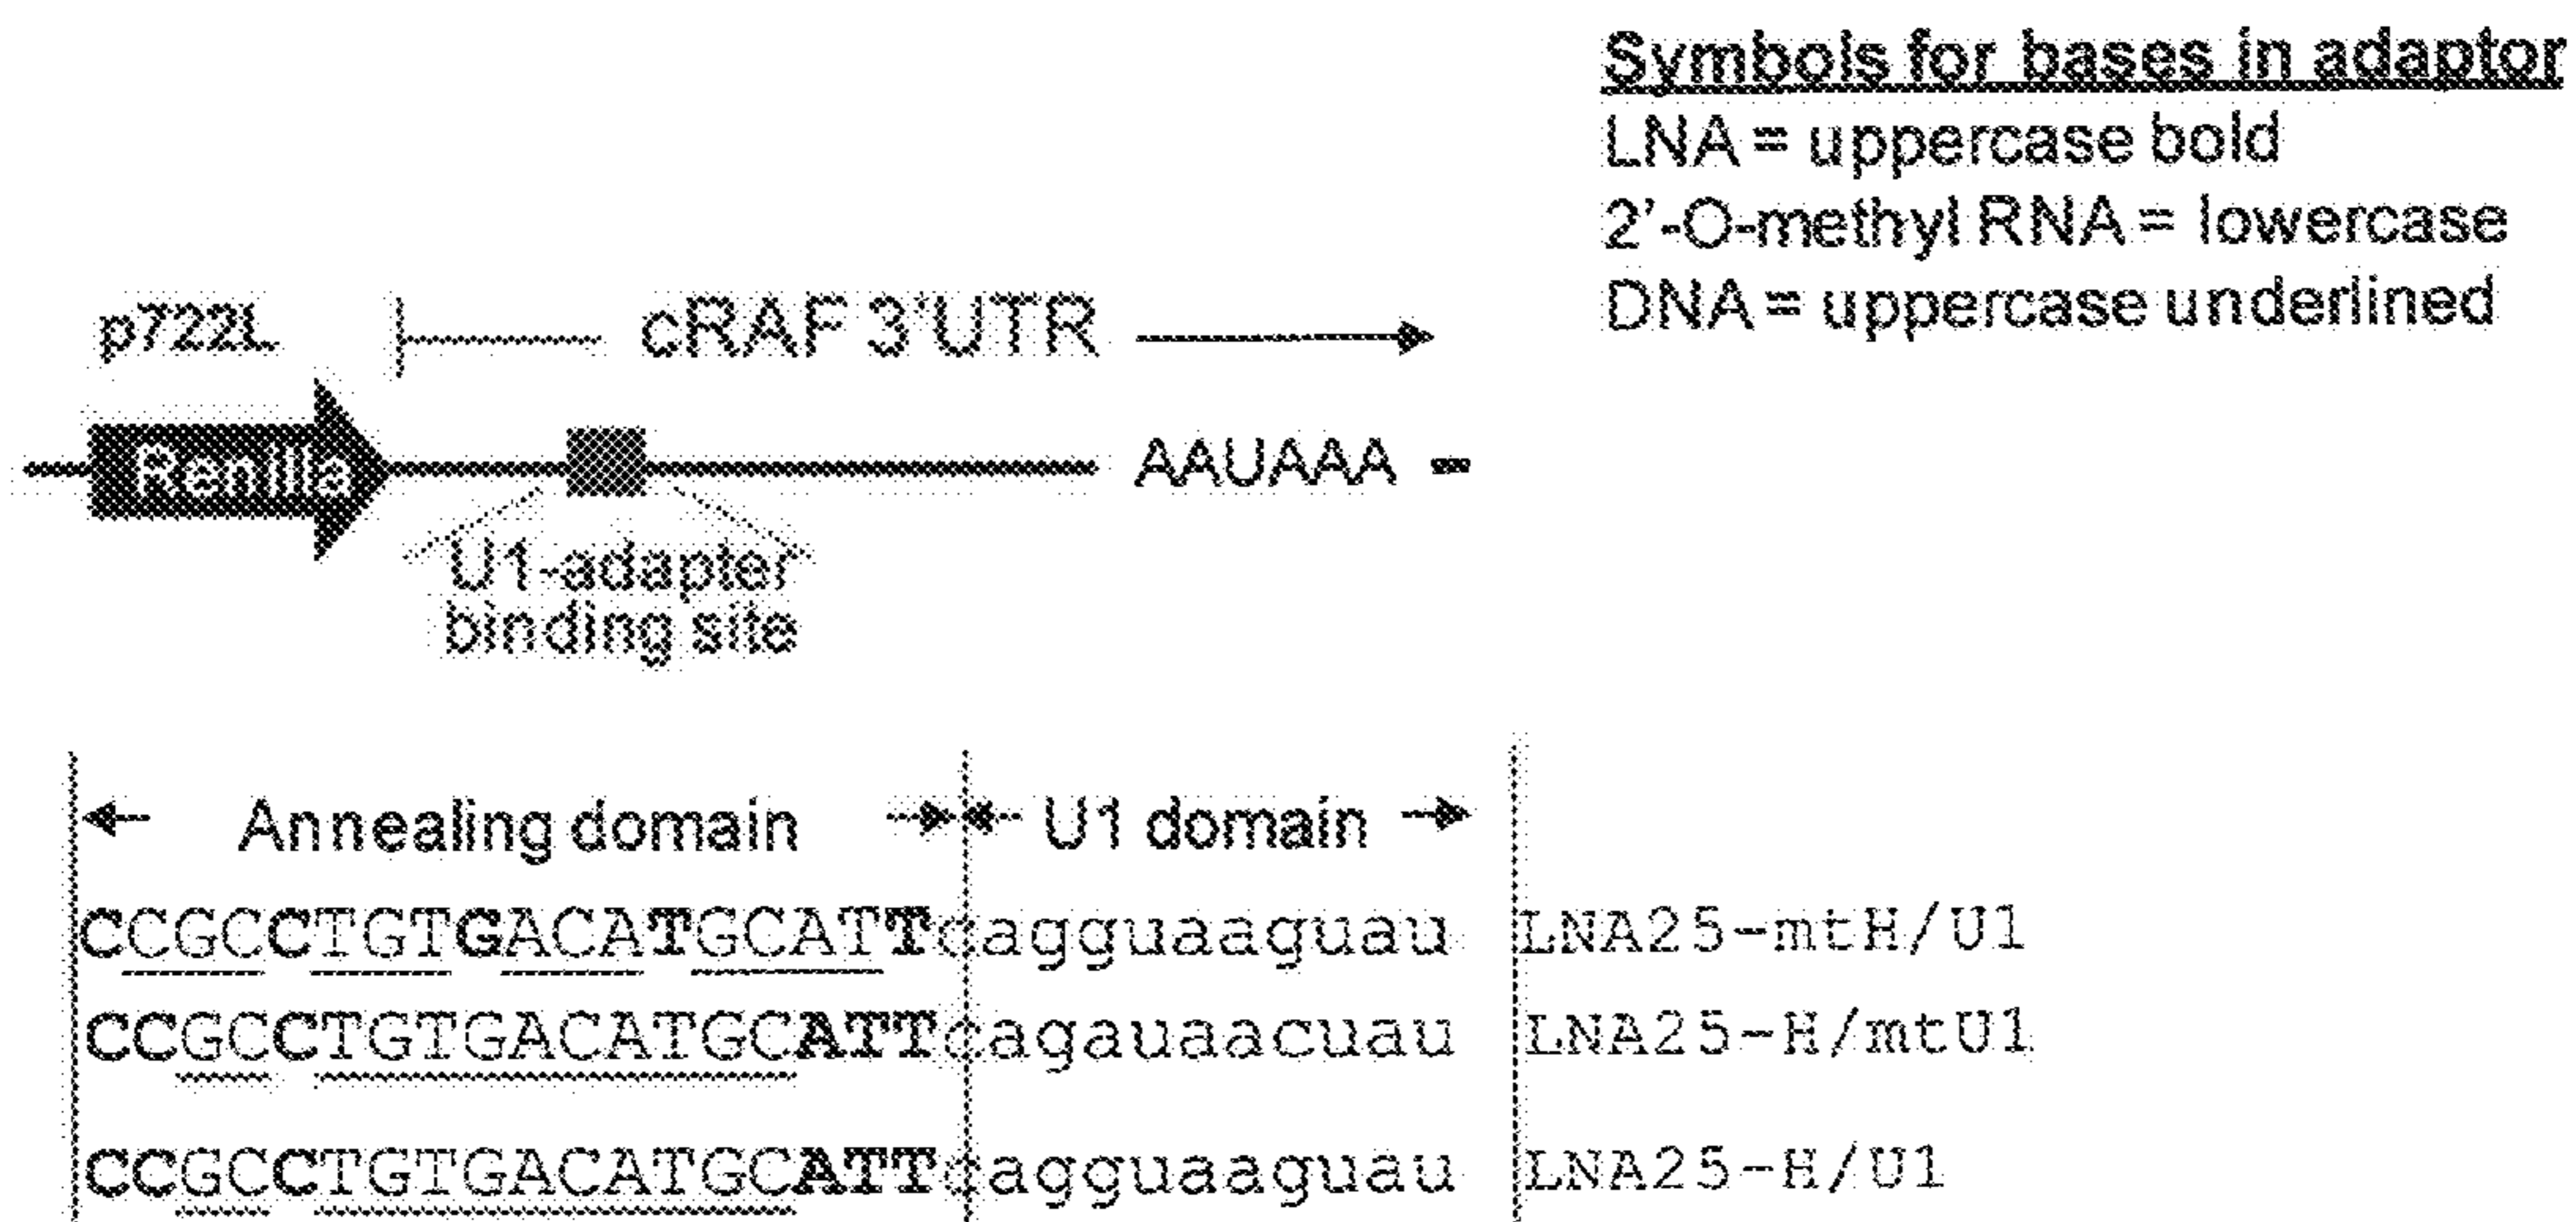 Symbols for bases in adaptor
LNA = uppercase bold
2'-O-methyl RNA = lowercase
DNA = uppercase underlined
p722L cRAF 3'UTR
Renilla AAUAAA
U1-adapter
binding site
Annealing domain U1 domain
CCGCCTGTGACATGCATTcagguaaguau LNA25-mtH/U1
CCGCCTGTGACATGCATTcagauaacuau LNA25-H/mtU1
CCGCCTGTGACATGCATTcagguaaguau LNA25-H/U1